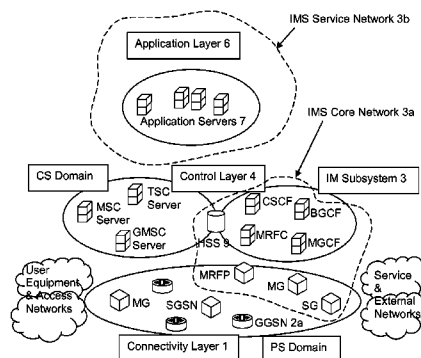 IMS Service Network 3b
Application Layer 6
Application Servers 7
IMS Core Network 3a
CS Domain
Control Layer 4
IM Subsystem 3
TSC
Server
MSC
Server
GMSC
Server
HSS 9
CSCF
BGCF
MRFC
MGCF
User
Equipment
& Access
Networks
MRFP
MG
SGSN
MG
SG
GGSN 2a
Service
&
External
Networks
Connectivity Layer 1
PS Domain